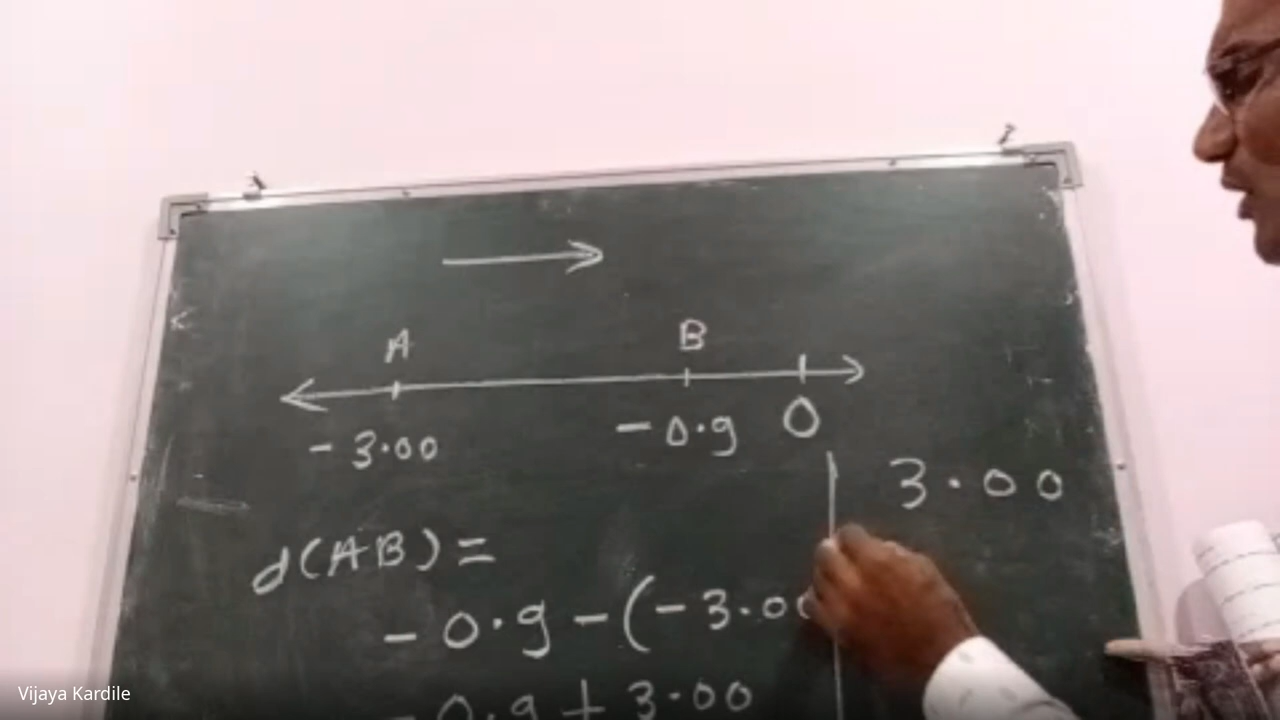 A B
-3.00 -0.9 0
3.00
d(AB) =
-0.9 - (-3.00
-0.9 + 3.00
Vijaya Kardile